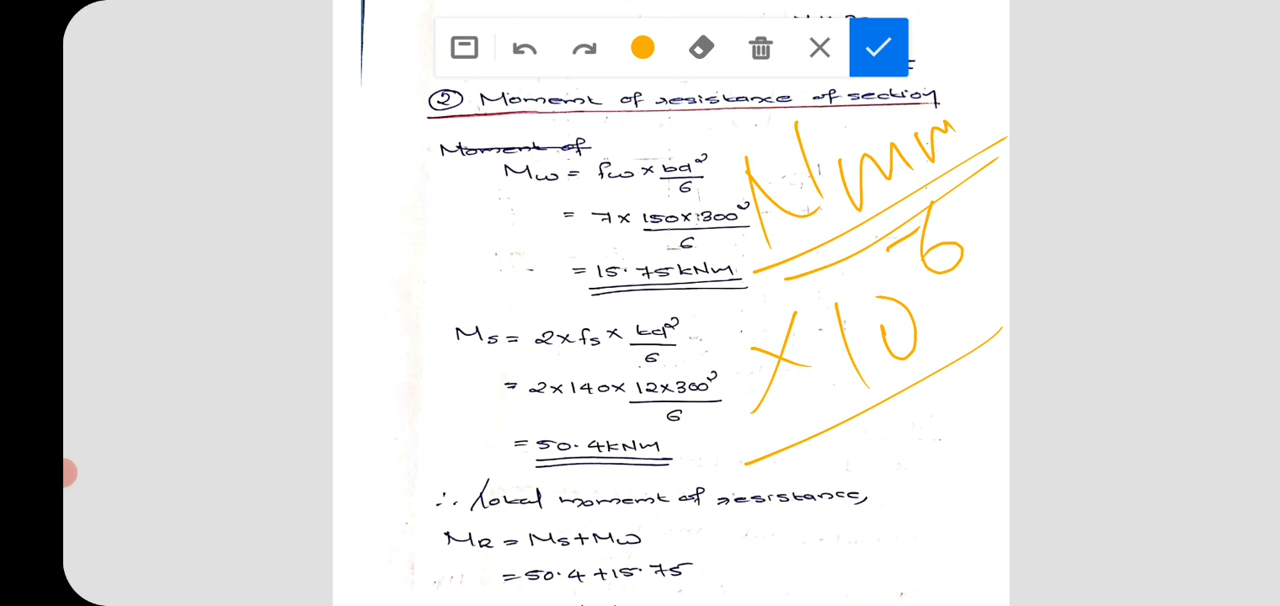 ② Moment of resistance of section
Moment of
Mw = fw × bd²/6
= 7 × 150×300²/6
= 15.75 kNm
Nmm
×10⁻⁶
Ms = 2×fs × td²/6
= 2×140× 12×300²/6
= 50.4 kNm
∴ total moment of resistance,
MR = Ms + Mw
= 50.4 + 15.75